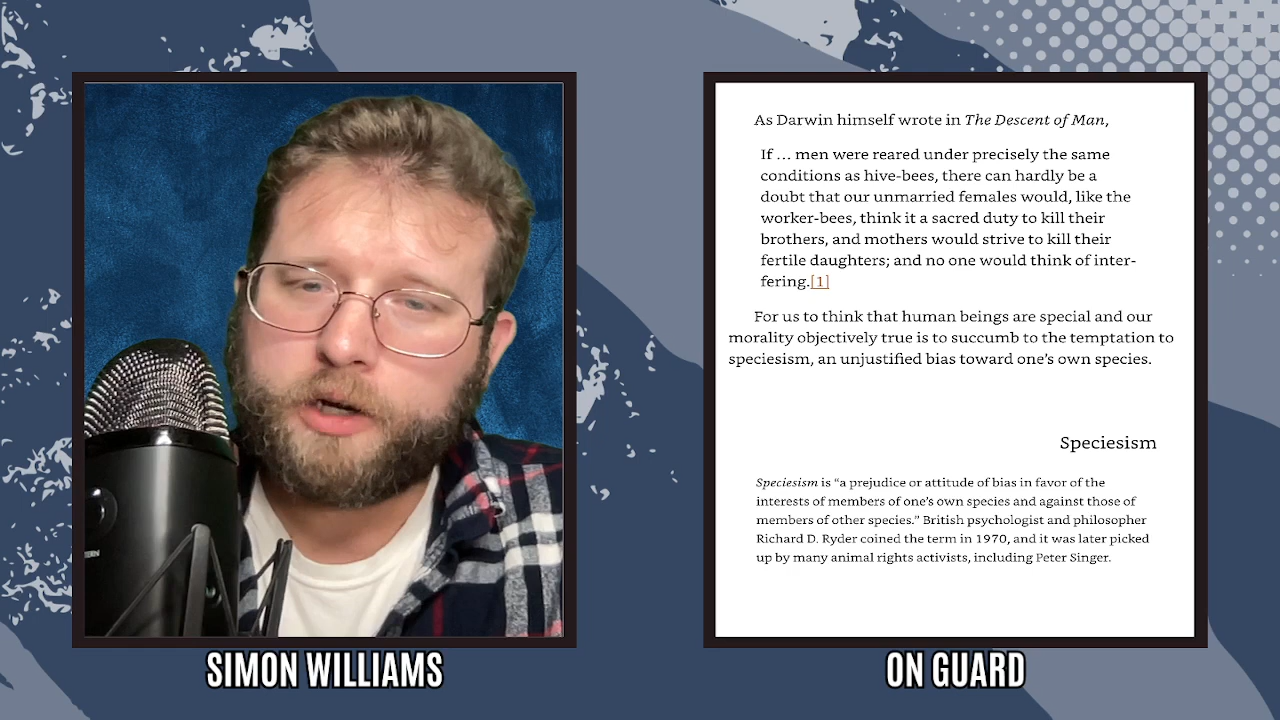 As Darwin himself wrote in The Descent of Man,
If … men were reared under precisely the same
conditions as hive-bees, there can hardly be a
doubt that our unmarried females would, like the
worker-bees, think it a sacred duty to kill their
brothers, and mothers would strive to kill their
fertile daughters; and no one would think of inter-
fering.[1]
For us to think that human beings are special and our
morality objectively true is to succumb to the temptation to
speciesism, an unjustified bias toward one’s own species.
Speciesism
Speciesism is “a prejudice or attitude of bias in favor of the
interests of members of one’s own species and against those of
members of other species.” British psychologist and philosopher
Richard D. Ryder coined the term in 1970, and it was later picked
up by many animal rights activists, including Peter Singer.
SIMON WILLIAMS
ON GUARD